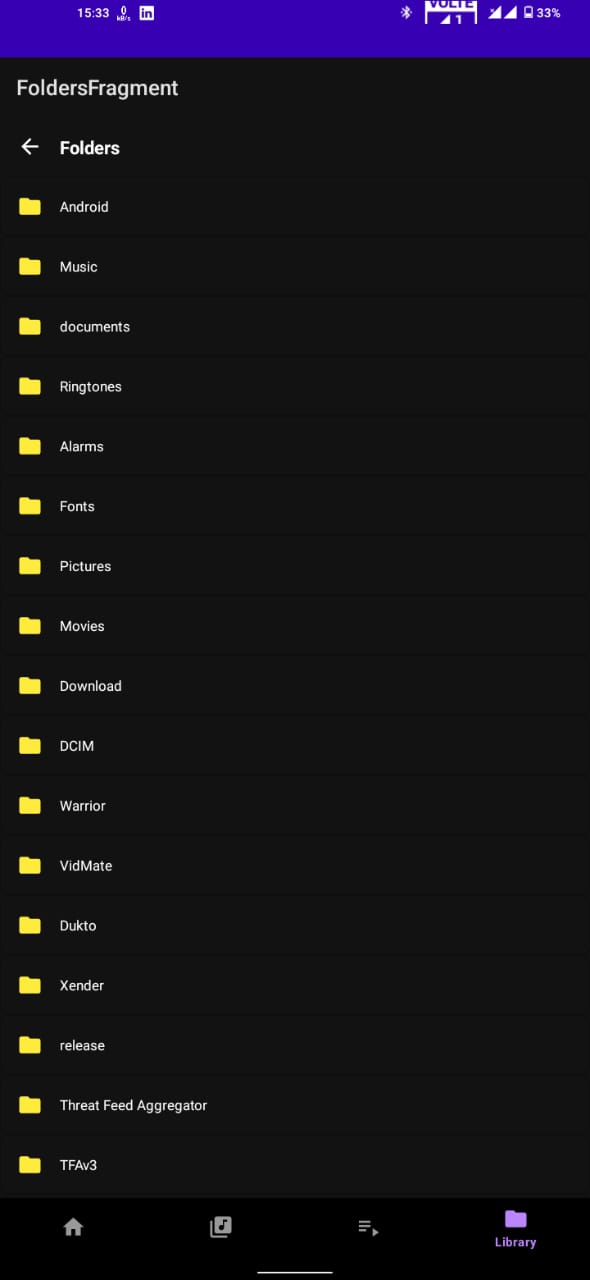 15:33 0 kB/s in VOLTE 1 33%
FoldersFragment
Folders
Android
Music
documents
Ringtones
Alarms
Fonts
Pictures
Movies
Download
DCIM
Warrior
VidMate
Dukto
Xender
release
Threat Feed Aggregator
TFAv3
Library